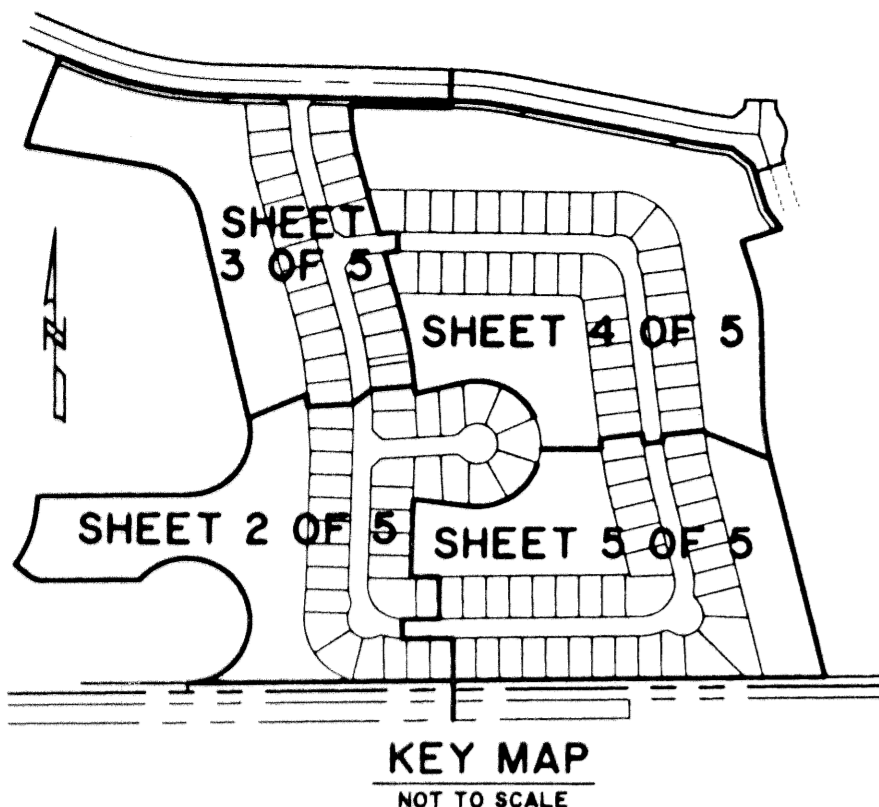 SHEET
3 OF 5
SHEET 4 OF 5
SHEET 2 OF 5
SHEET 5 OF 5
N
KEY MAP
NOT TO SCALE